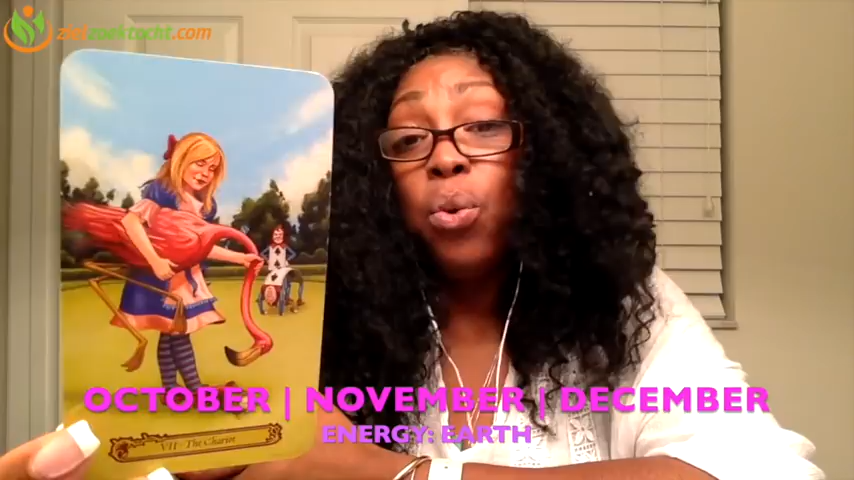 zielzoektocht.com
VII - The Chariot
OCTOBER | NOVEMBER | DECEMBER
ENERGY: EARTH